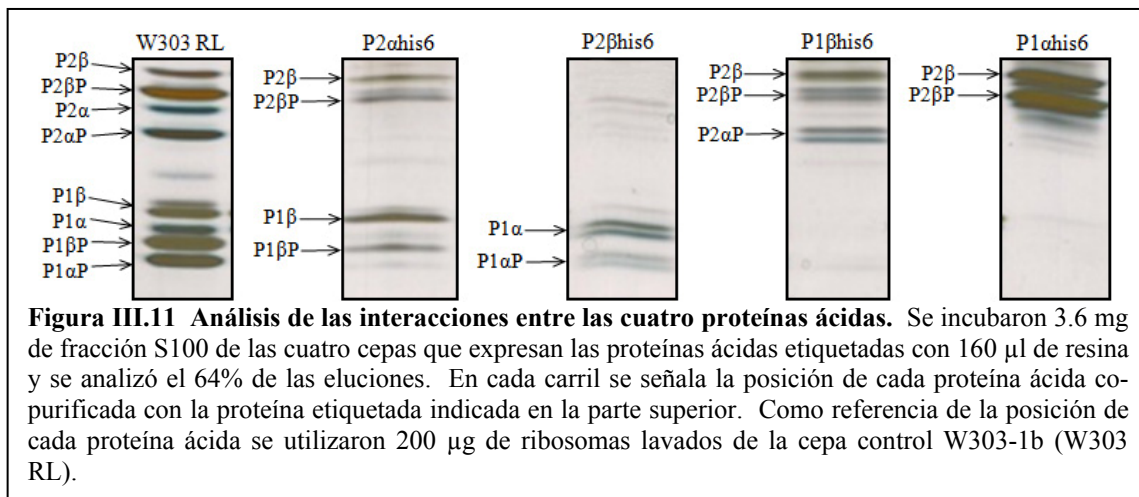 W303 RL
P2β
P2βP
P2α
P2αP
P1β
P1α
P1βP
P1αP
P2αhis6
P2β
P2βP
P1β
P1βP
P2βhis6
P1α
P1αP
P1βhis6
P2β
P2βP
P2αP
P1αhis6
P2β
P2βP
Figura III.11 Análisis de las interacciones entre las cuatro proteínas ácidas. Se incubaron 3.6 mg
de fracción S100 de las cuatro cepas que expresan las proteínas ácidas etiquetadas con 160 µl de resina
y se analizó el 64% de las eluciones. En cada carril se señala la posición de cada proteína ácida co-
purificada con la proteína etiquetada indicada en la parte superior. Como referencia de la posición de
cada proteína ácida se utilizaron 200 µg de ribosomas lavados de la cepa control W303-1b (W303
RL).